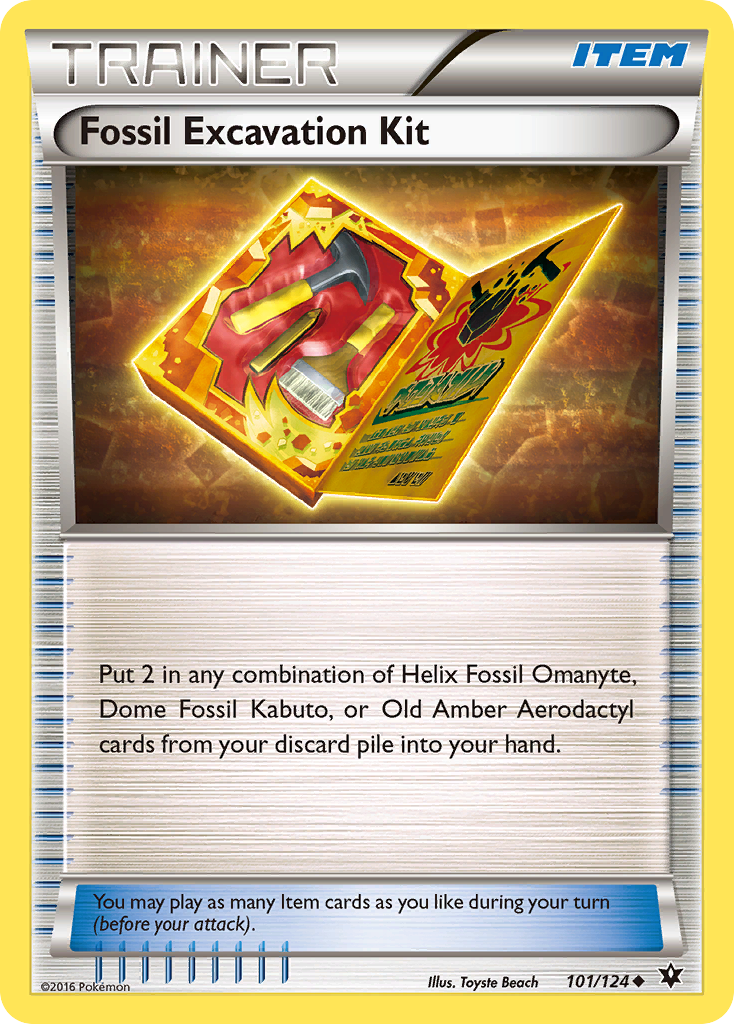 TRAINER
ITEM
Fossil Excavation Kit
Put 2 in any combination of Helix Fossil Omanyte,
Dome Fossil Kabuto, or Old Amber Aerodactyl
cards from your discard pile into your hand.
You may play as many Item cards as you like during your turn
(before your attack).
©2016 Pokémon
Illus. Toyste Beach
101/124